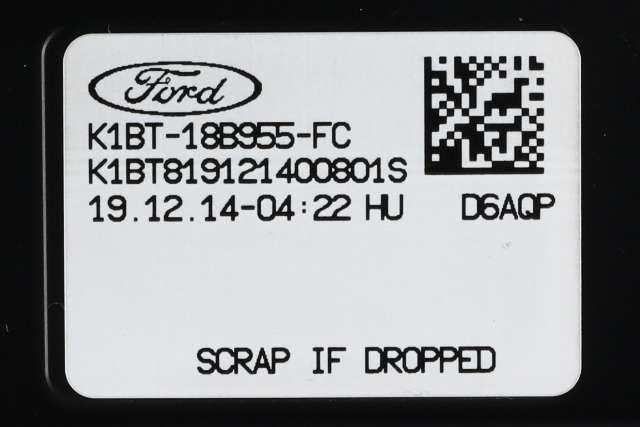 Ford
K1BT-18B955-FC
K1BT819121400801S
19.12.14-04:22 HU D6AQP
SCRAP IF DROPPED